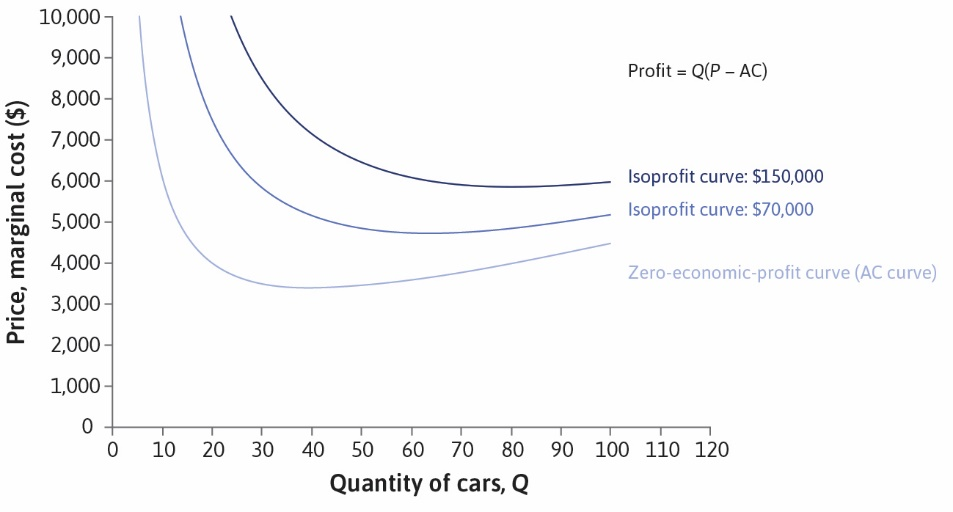 Price, marginal cost ($)
10,000
9,000
8,000
7,000
6,000
5,000
4,000
3,000
2,000
1,000
0
Profit = Q(P – AC)
Isoprofit curve: $150,000
Isoprofit curve: $70,000
Zero-economic-profit curve (AC curve)
0 10 20 30 40 50 60 70 80 90 100 110 120
Quantity of cars, Q